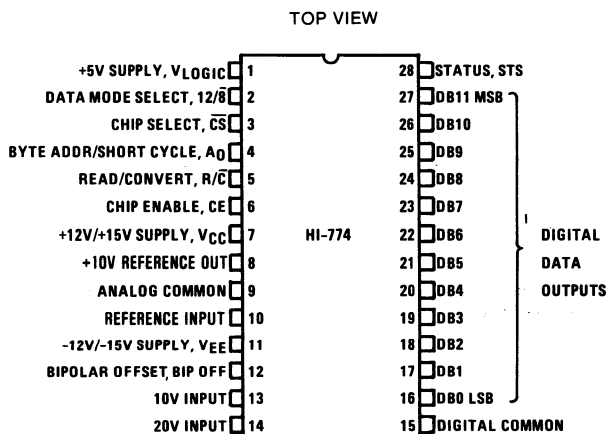 TOP VIEW
+5V SUPPLY, VLOGIC 1 28 STATUS, STS
DATA MODE SELECT, 12/8̅ 2 27 DB11 MSB
CHIP SELECT, C̅S̅ 3 26 DB10
BYTE ADDR/SHORT CYCLE, AO 4 25 DB9
READ/CONVERT, R/C̅ 5 24 DB8
CHIP ENABLE, CE 6 23 DB7
+12V/+15V SUPPLY, VCC 7 HI-774 22 DB6 DIGITAL
+10V REFERENCE OUT 8 21 DB5 DATA
ANALOG COMMON 9 20 DB4 OUTPUTS
REFERENCE INPUT 10 19 DB3
-12V/-15V SUPPLY, VEE 11 18 DB2
BIPOLAR OFFSET, BIP OFF 12 17 DB1
10V INPUT 13 16 DB0 LSB
20V INPUT 14 15 DIGITAL COMMON